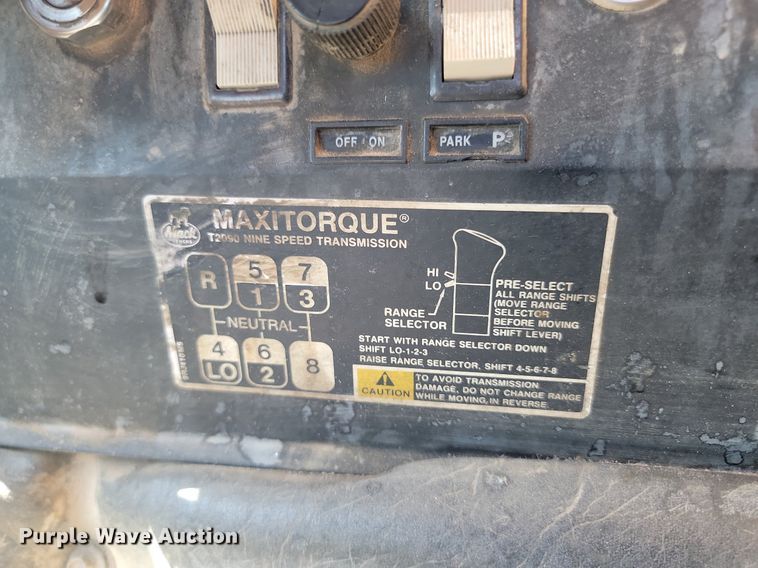 OFF ON
PARK P
Mack
TRUCKS
MAXITORQUE®
T2090 NINE SPEED TRANSMISSION
R 5 7
1 3
NEUTRAL
4 6 8
LO 2
HI
LO
RANGE
SELECTOR
PRE-SELECT
ALL RANGE SHIFTS
(MOVE RANGE
SELECTOR
BEFORE MOVING
SHIFT LEVER)
START WITH RANGE SELECTOR DOWN
SHIFT LO-1-2-3
RAISE RANGE SELECTOR, SHIFT 4-5-6-7-8
CAUTION
TO AVOID TRANSMISSION
DAMAGE, DO NOT CHANGE RANGE
WHILE MOVING IN REVERSE
Purple Wave Auction